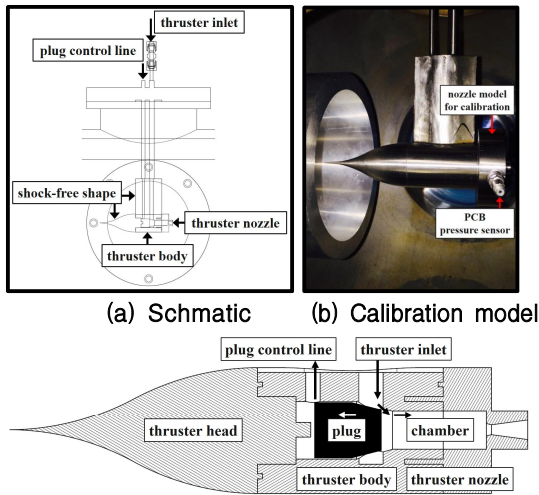 thruster inlet
plug control line
shock-free shape
thruster nozzle
thruster body
nozzle model
for calibration
PCB
pressure sensor
(a) Schmatic
(b) Calibration model
plug control line
thruster inlet
thruster head
plug
chamber
thruster body
thruster nozzle